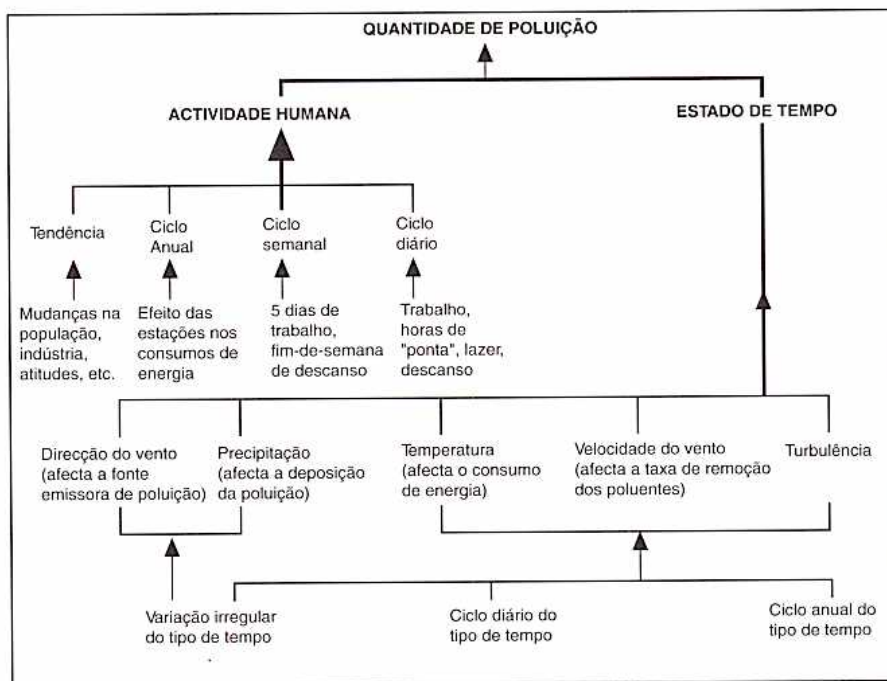 QUANTIDADE DE POLUIÇÃO
ACTIVIDADE HUMANA
ESTADO DE TEMPO
Tendência
Ciclo
Anual
Ciclo
semanal
Ciclo
diário
Mudanças na
população,
indústria,
atitudes, etc.
Efeito das
estações nos
consumos de
energia
5 dias de
trabalho,
fim-de-semana
de descanso
Trabalho,
horas de
"ponta", lazer,
descanso
Direcção do vento
(afecta a fonte
emissora de poluição)
Precipitação
(afecta a deposição
da poluição)
Temperatura
(afecta o consumo
de energia)
Velocidade do vento
(afecta a taxa de remoção
dos poluentes)
Turbulência
Variação irregular
do tipo de tempo
Ciclo diário do
tipo de tempo
Ciclo anual do
tipo de tempo